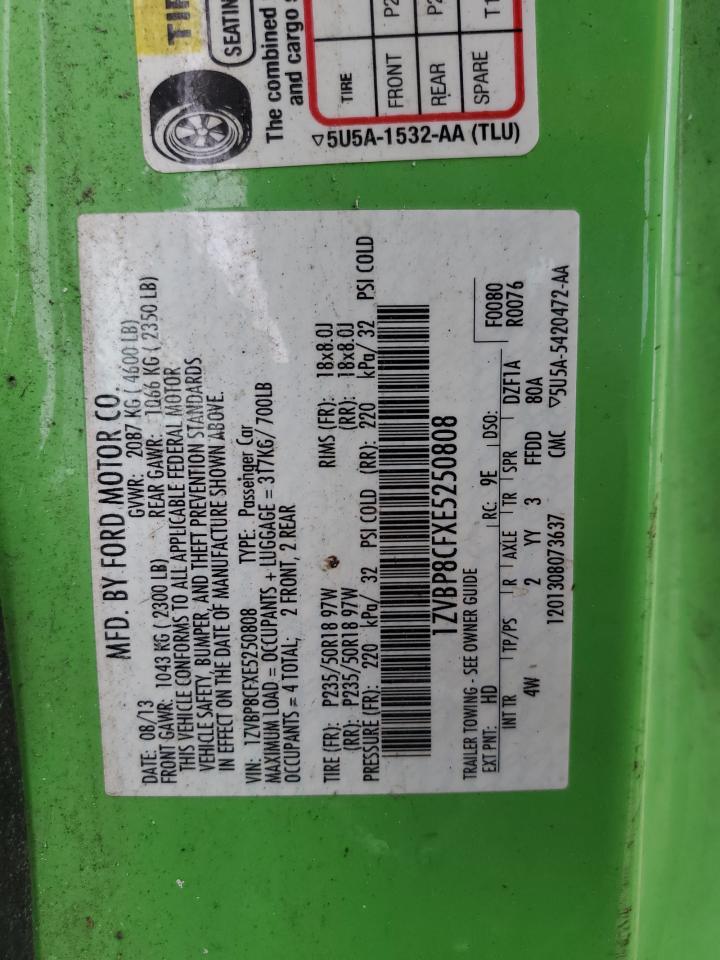 TIR
SEATIN
The combined
and cargo s
TIRE
FRONT P2
REAR P2
SPARE T1
▽5U5A-1532-AA (TLU)
MFD. BY FORD MOTOR CO.
DATE: 08/13 GVWR: 2087 KG ( 4600 LB)
FRONT GAWR: 1043 KG ( 2300 LB) REAR GAWR: 1066 KG ( 2350 LB)
THIS VEHICLE CONFORMS TO ALL APPLICABLE FEDERAL MOTOR
VEHICLE SAFETY, BUMPER, AND THEFT PREVENTION STANDARDS
IN EFFECT ON THE DATE OF MANUFACTURE SHOWN ABOVE.
VIN: 1ZVBP8CFXE5250808 TYPE: Passenger Car
MAXIMUM LOAD = OCCUPANTS + LUGGAGE = 317KG/ 700LB
OCCUPANTS = 4 TOTAL; 2 FRONT, 2 REAR
TIRE (FR): P235/50R18 97W RIMS (FR): 18x8.0J
(RR): P235/50R18 97W (RR): 18x8.0J
PRESSURE (FR): 220 kPa/ 32 PSI COLD (RR): 220 kPa/ 32 PSI COLD
1ZVBP8CFXE5250808
TRAILER TOWING - SEE OWNER GUIDE F0080
EXT PNT: HD RC: 9E DSO: R0076
INT TR TP/PS R AXLE TR SPR DZF1A
4W 2 YY 3 FFDD 80A
1201308073637 CMC ▽5U5A-5420472-AA